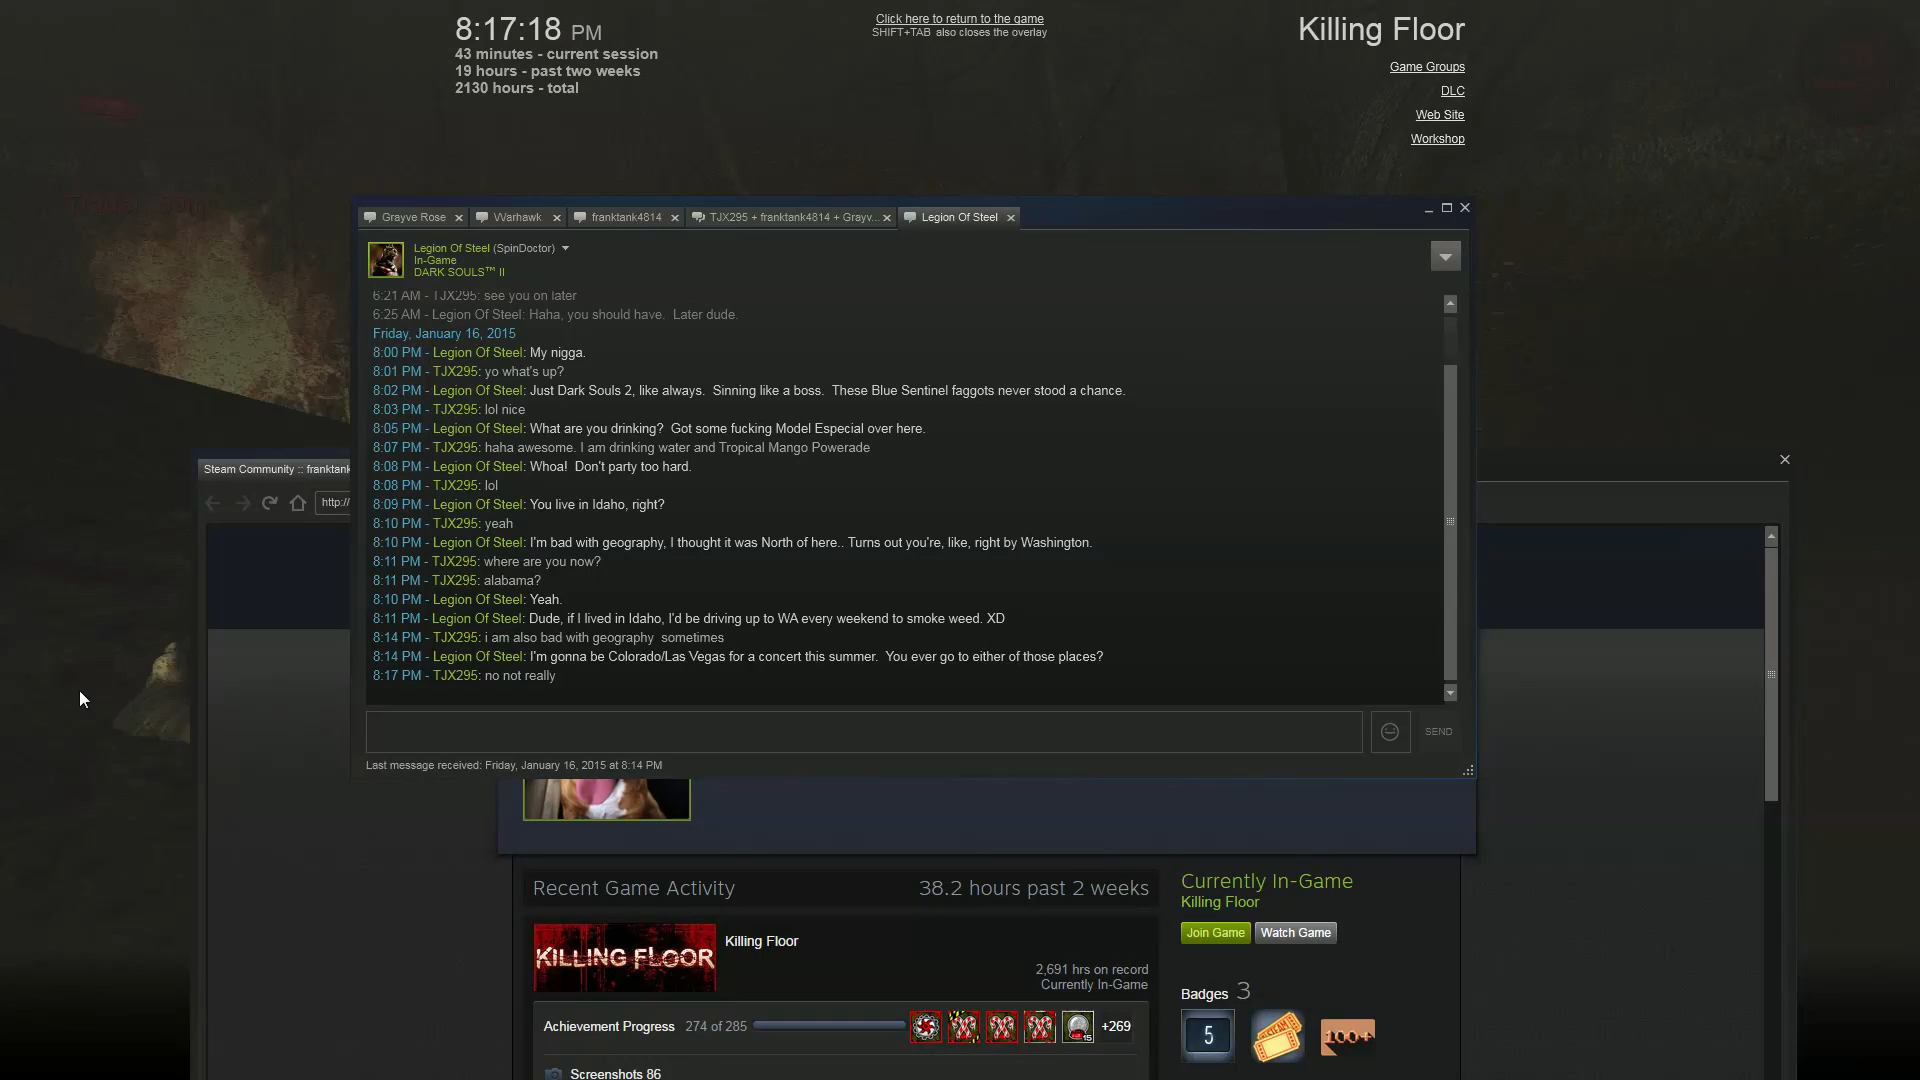 8:17:18 PM
43 minutes - current session
19 hours - past two weeks
2130 hours - total
Click here to return to the game
SHIFT+TAB also closes the overlay
Killing Floor
Game Groups
DLC
Web Site
Workshop
Grayve Rose
Warhawk
franktank4814
TJX295 + franktank4814 + Grayv...
Legion Of Steel
Legion Of Steel (SpinDoctor)
In-Game
DARK SOULS™ II
6:21 AM - TJX295: see you on later
6:25 AM - Legion Of Steel: Haha, you should have.  Later dude.
Friday, January 16, 2015
8:00 PM - Legion Of Steel: My nigga.
8:01 PM - TJX295: yo what's up?
8:02 PM - Legion Of Steel: Just Dark Souls 2, like always.  Sinning like a boss.  These Blue Sentinel faggots never stood a chance.
8:03 PM - TJX295: lol nice
8:05 PM - Legion Of Steel: What are you drinking?  Got some fucking Model Especial over here.
8:07 PM - TJX295: haha awesome. I am drinking water and Tropical Mango Powerade
8:08 PM - Legion Of Steel: Whoa!  Don't party too hard.
8:08 PM - TJX295: lol
8:09 PM - Legion Of Steel: You live in Idaho, right?
8:10 PM - TJX295: yeah
8:10 PM - Legion Of Steel: I'm bad with geography, I thought it was North of here.. Turns out you're, like, right by Washington.
8:11 PM - TJX295: where are you now?
8:11 PM - TJX295: alabama?
8:10 PM - Legion Of Steel: Yeah.
8:11 PM - Legion Of Steel: Dude, if I lived in Idaho, I'd be driving up to WA every weekend to smoke weed. XD
8:14 PM - TJX295: i am also bad with geography  sometimes
8:14 PM - Legion Of Steel: I'm gonna be Colorado/Las Vegas for a concert this summer.  You ever go to either of those places?
8:17 PM - TJX295: no not really
SEND
Last message received: Friday, January 16, 2015 at 8:14 PM
Steam Community :: franktank
http://
Recent Game Activity
38.2 hours past 2 weeks
KILLING FLOOR
Killing Floor
2,691 hrs on record
Currently In-Game
Achievement Progress 274 of 285
15
+269
Screenshots 86
Currently In-Game
Killing Floor
Join Game
Watch Game
Badges 3
5
STEAM
100+